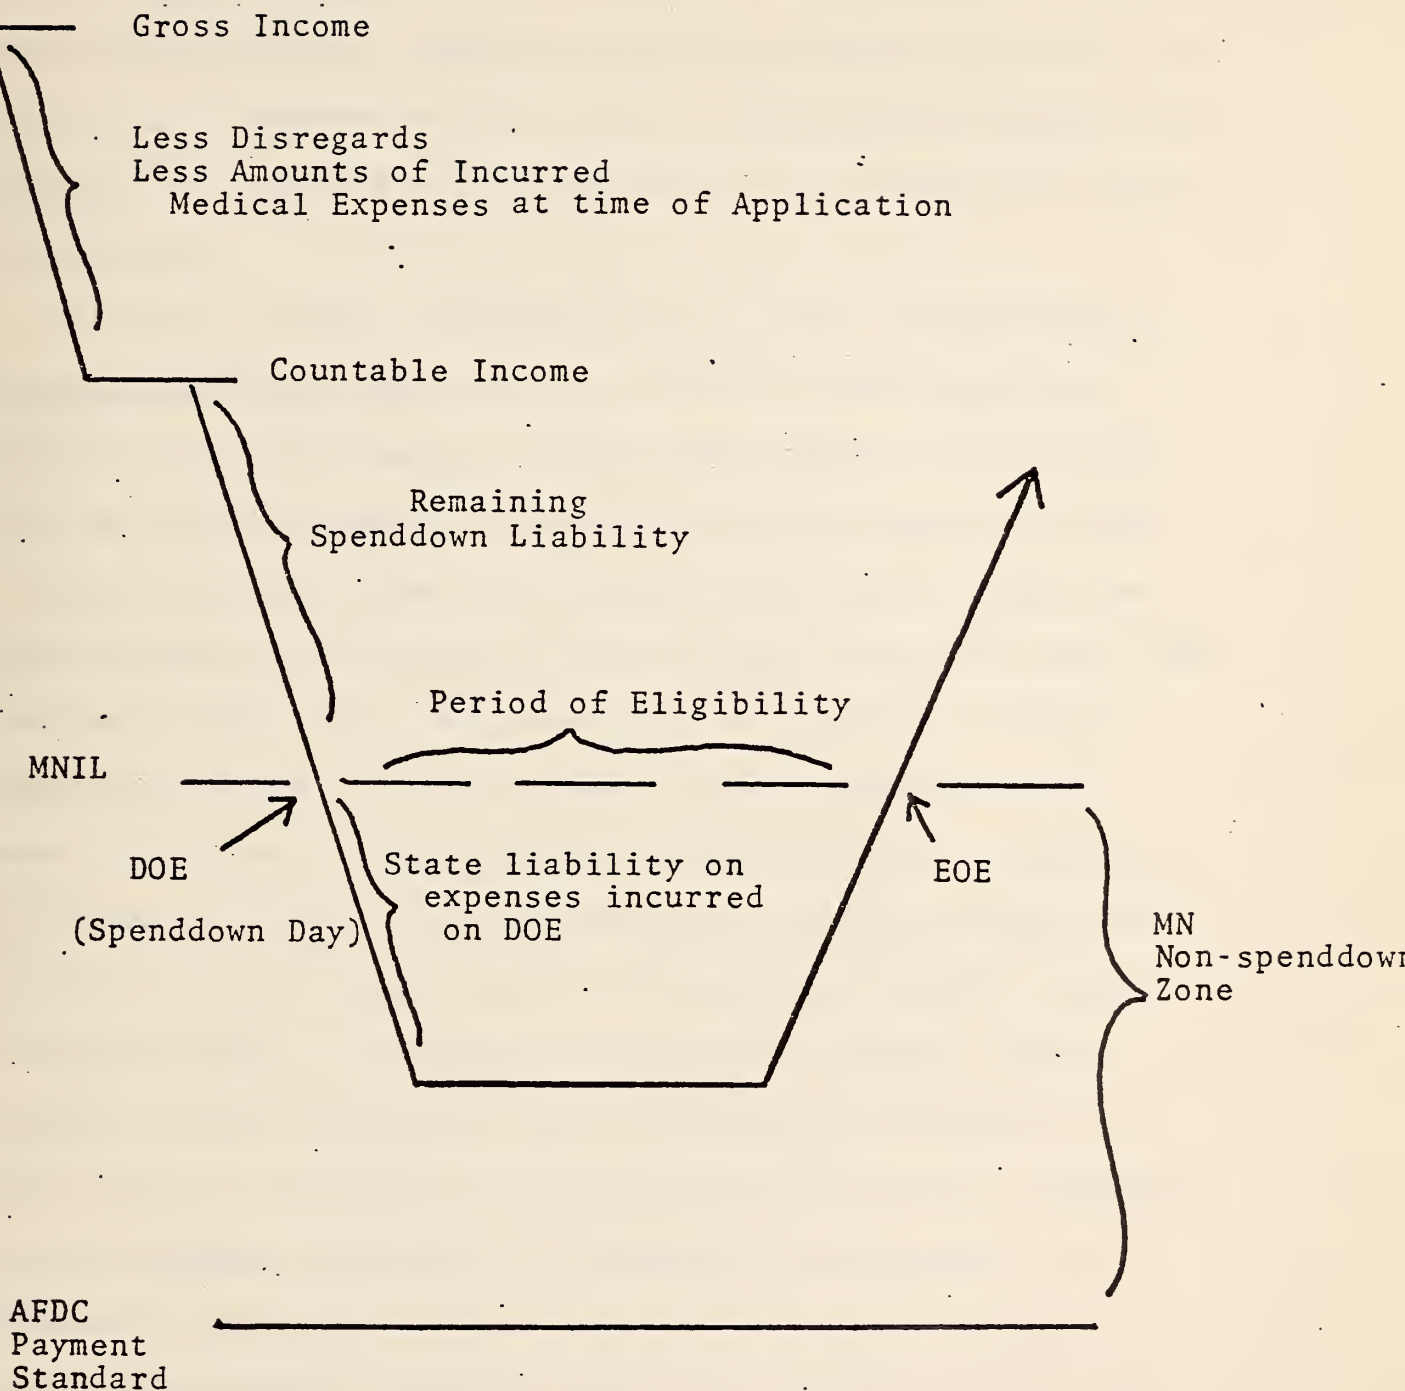 Gross Income
Less Disregards
Less Amounts of Incurred
Medical Expenses at time of Application
Countable Income
Remaining
Spenddown Liability
Period of Eligibility
MNIL
DOE
(Spenddown Day)
State liability on
expenses incurred
on DOE
EOE
MN
Non-spenddown
Zone
AFDC
Payment
Standard